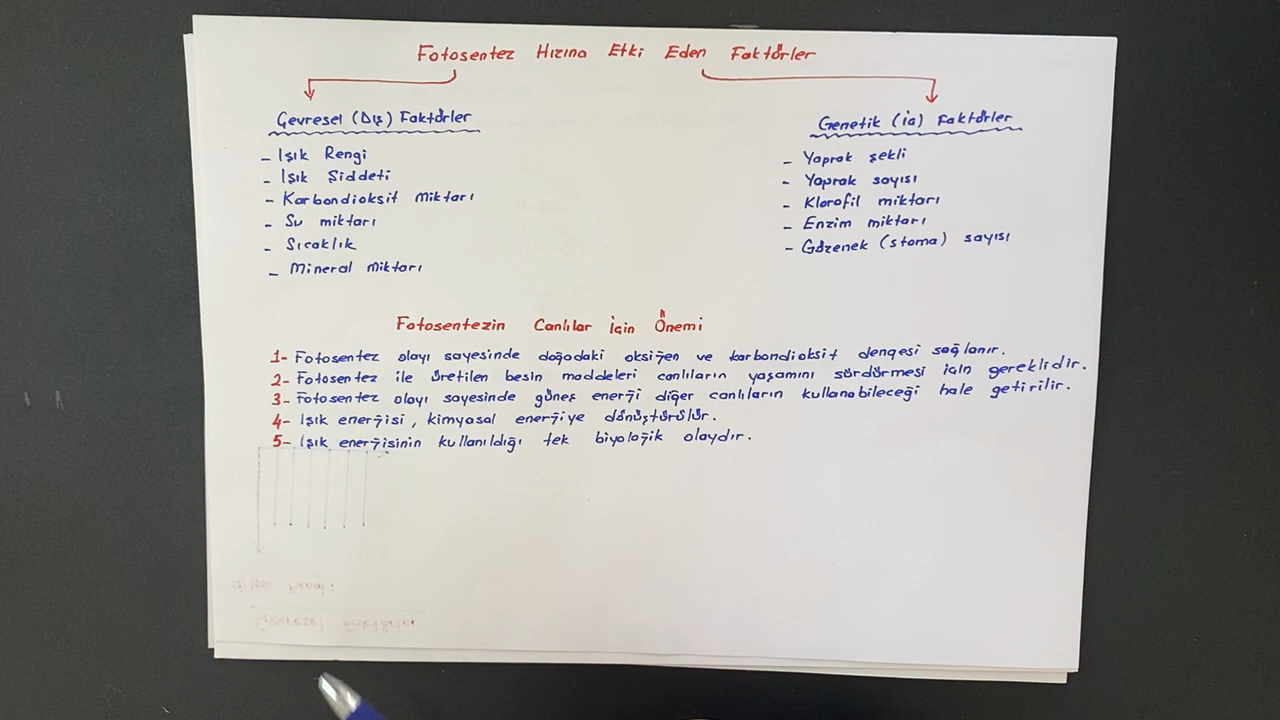 Fotosentez Hızına Etki Eden Faktörler
Çevresel (Dış) Faktörler
- Işık Rengi
- Işık Şiddeti
- Karbondioksit miktarı
- Su miktarı
- Sıcaklık
- Mineral miktarı
Genetik (İç) Faktörler
- Yaprak şekli
- Yaprak sayısı
- Klorofil miktarı
- Enzim miktarı
- Gözenek (stoma) sayısı
Fotosentezin Canlılar İçin Önemi
1- Fotosentez olayı sayesinde doğadaki oksijen ve karbondioksit dengesi sağlanır.
2- Fotosentez ile üretilen besin maddeleri canlıların yaşamını sürdürmesi için gereklidir.
3- Fotosentez olayı sayesinde güneş enerji diğer canlıların kullanabileceği hale getirilir.
4- Işık enerjisi, kimyasal enerjiye dönüştürülür.
5- Işık enerjisinin kullanıldığı tek biyolojik olaydır.